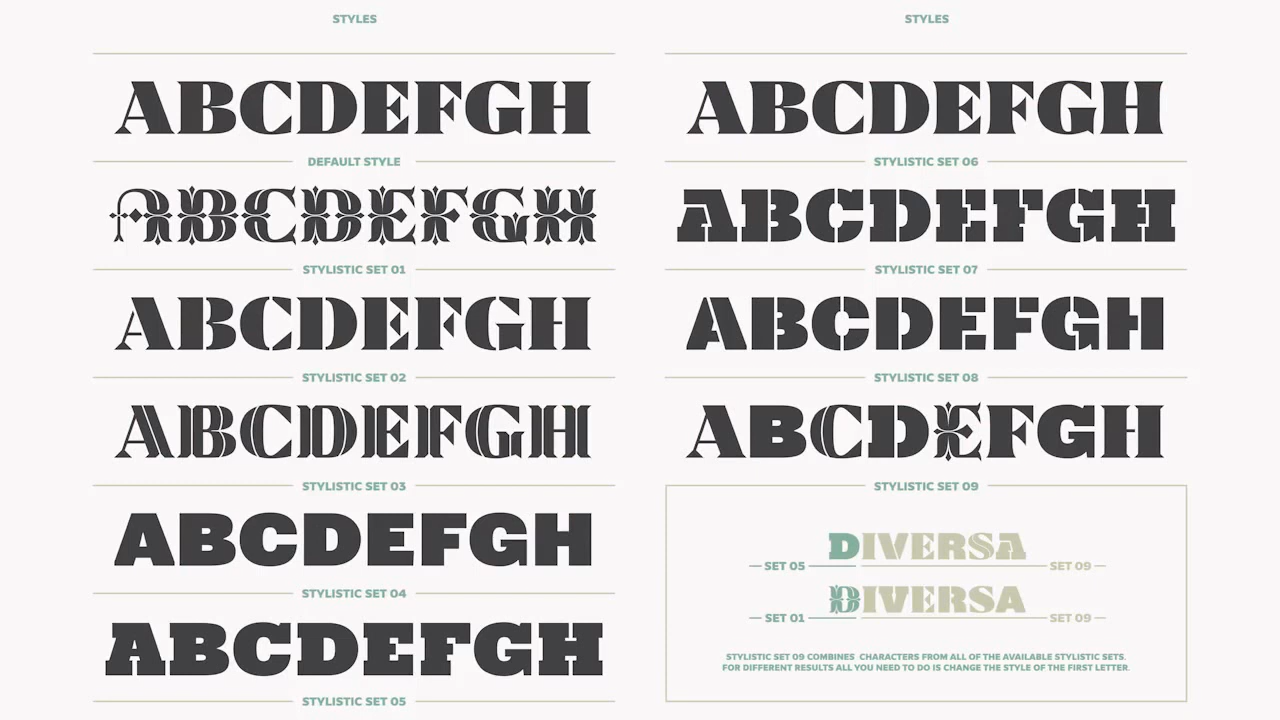 STYLES
ABCDEFGH
DEFAULT STYLE
ABCDEFGH
STYLISTIC SET 01
ABCDEFGH
STYLISTIC SET 02
ABCDEFGH
STYLISTIC SET 03
ABCDEFGH
STYLISTIC SET 04
ABCDEFGH
STYLISTIC SET 05
STYLES
ABCDEFGH
STYLISTIC SET 06
ABCDEFGH
STYLISTIC SET 07
ABCDEFGH
STYLISTIC SET 08
ABCDEFGH
STYLISTIC SET 09
DIVERSA
SET 05 SET 09
DIVERSA
SET 01 SET 09
STYLISTIC SET 09 COMBINES CHARACTERS FROM ALL OF THE AVAILABLE STYLISTIC SETS.
FOR DIFFERENT RESULTS ALL YOU NEED TO DO IS CHANGE THE STYLE OF THE FIRST LETTER.